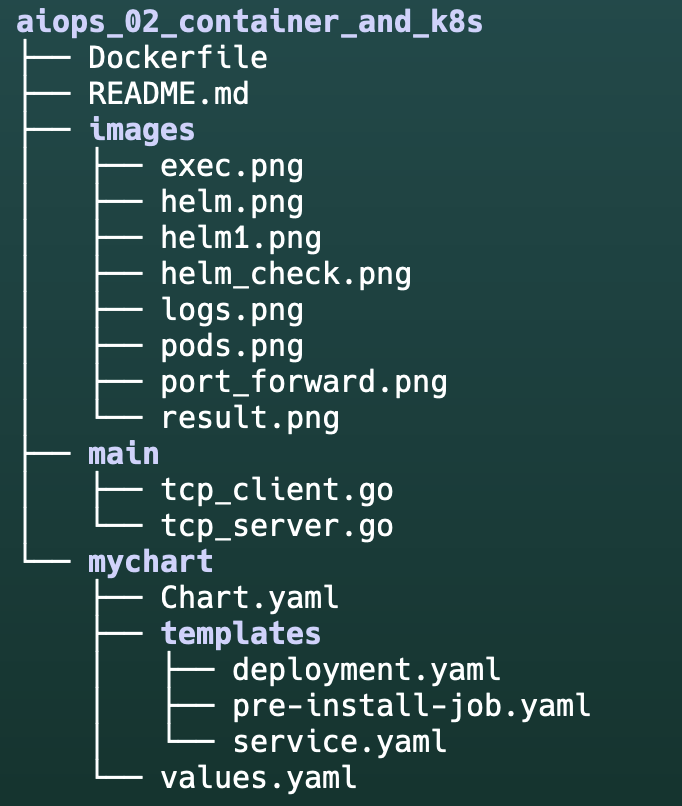 aiops_02_container_and_k8s
├── Dockerfile
├── README.md
├── images
│   ├── exec.png
│   ├── helm.png
│   ├── helm1.png
│   ├── helm_check.png
│   ├── logs.png
│   ├── pods.png
│   ├── port_forward.png
│   └── result.png
├── main
│   ├── tcp_client.go
│   └── tcp_server.go
└── mychart
    ├── Chart.yaml
    ├── templates
    │   ├── deployment.yaml
    │   ├── pre-install-job.yaml
    │   └── service.yaml
    └── values.yaml